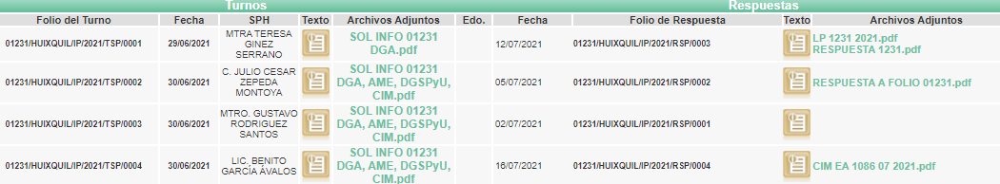 Turnos Respuestas
Folio del Turno Fecha SPH Texto Archivos Adjuntos Edo. Fecha Folio de Respuesta Texto Archivos Adjuntos
01231/HUIXQUIL/IP/2021/TSP/0001 29/06/2021 MTRA TERESA GINEZ SERRANO SOL INFO 01231 DGA.pdf 12/07/2021 01231/HUIXQUIL/IP/2021/RSP/0003 LP 1231 2021.pdf RESPUESTA 1231.pdf
01231/HUIXQUIL/IP/2021/TSP/0002 30/06/2021 C. JULIO CESAR ZEPEDA MONTOYA SOL INFO 01231 DGA, AME, DGSPyU, CIM.pdf 05/07/2021 01231/HUIXQUIL/IP/2021/RSP/0002 RESPUESTA A FOLIO 01231.pdf
01231/HUIXQUIL/IP/2021/TSP/0003 30/06/2021 MTRO. GUSTAVO RODRIGUEZ SANTOS SOL INFO 01231 DGA, AME, DGSPyU, CIM.pdf 02/07/2021 01231/HUIXQUIL/IP/2021/RSP/0001
01231/HUIXQUIL/IP/2021/TSP/0004 30/06/2021 LIC. BENITO GARCÍA ÁVALOS SOL INFO 01231 DGA, AME, DGSPyU, CIM.pdf 16/07/2021 01231/HUIXQUIL/IP/2021/RSP/0004 CIM EA 1086 07 2021.pdf